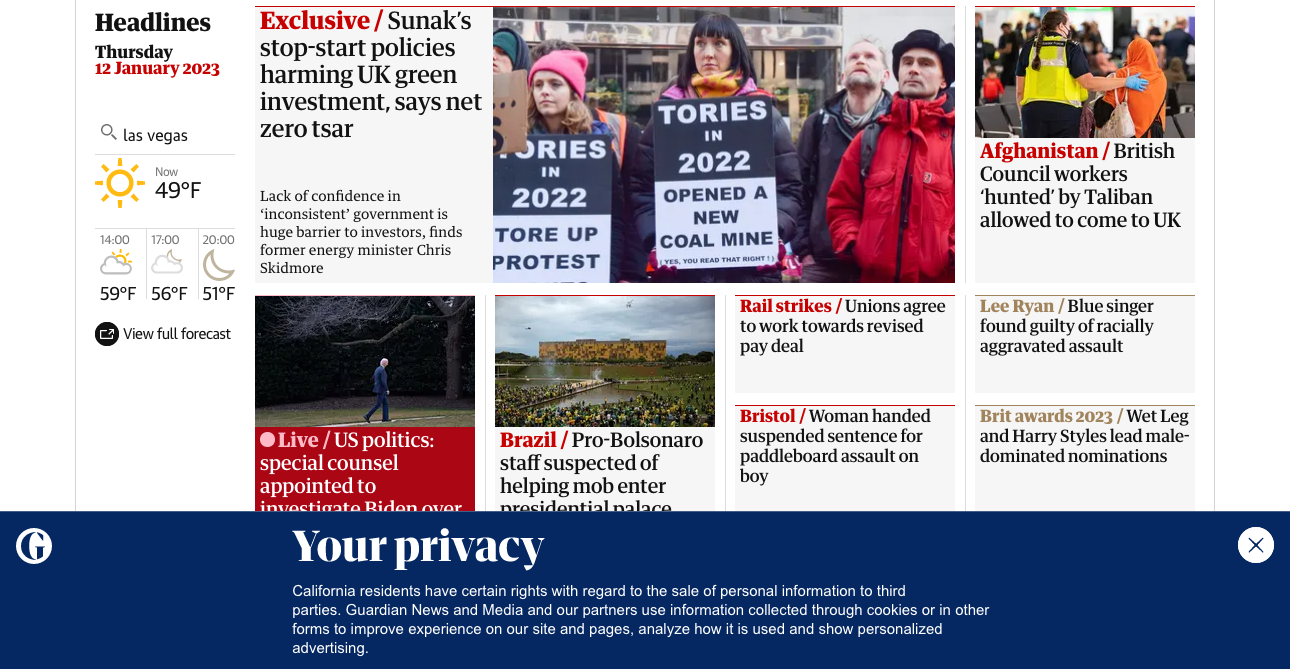 Headlines
Thursday
12 January 2023
las vegas
Now
49°F
14:00
17:00
20:00
59°F
56°F
51°F
View full forecast
Exclusive / Sunak's
stop-start policies
harming UK green
investment, says net
zero tsar
Lack of confidence in
'inconsistent' government is
huge barrier to investors, finds
former energy minister Chris
Skidmore
TORIES
IN
2022
TORE UP
PROTEST
TORIES
IN
2022
OPENED A
NEW
COAL MINE
(YES, YOU READ THAT RIGHT!)
Afghanistan / British
Council workers
'hunted' by Taliban
allowed to come to UK
Live / US politics:
special counsel
appointed to
investigate Biden over
Brazil / Pro-Bolsonaro
staff suspected of
helping mob enter
presidential palace
Rail strikes / Unions agree
to work towards revised
pay deal
Lee Ryan / Blue singer
found guilty of racially
aggravated assault
Bristol / Woman handed
suspended sentence for
paddleboard assault on
boy
Brit awards 2023 / Wet Leg
and Harry Styles lead male-
dominated nominations
Your privacy
California residents have certain rights with regard to the sale of personal information to third
parties. Guardian News and Media and our partners use information collected through cookies or in other
forms to improve experience on our site and pages, analyze how it is used and show personalized
advertising.